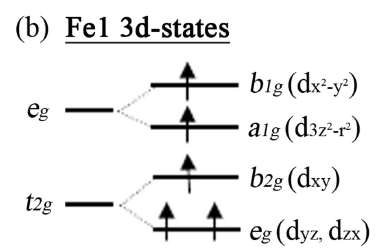 (b) Fe1 3d-states
b1g (dx²-y²)
eg
a1g (d3z²-r²)
b2g (dxy)
t2g
eg (dyz, dzx)